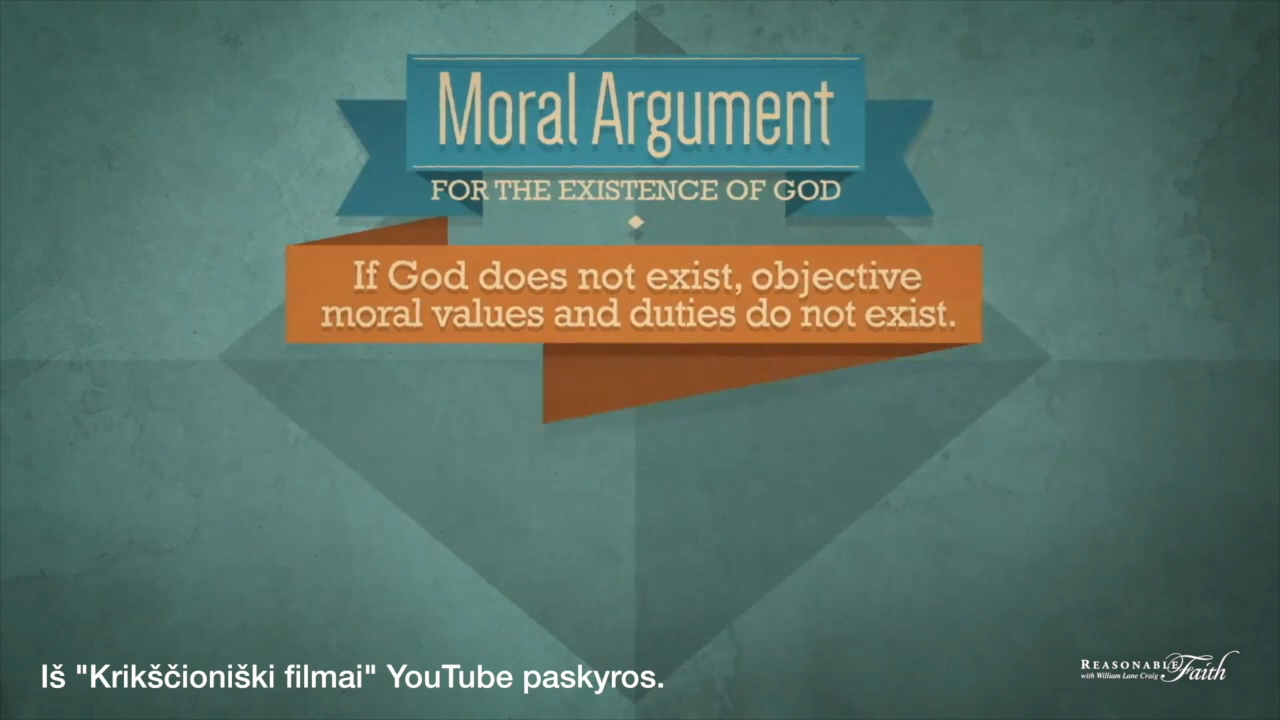 Moral Argument
FOR THE EXISTENCE OF GOD
If God does not exist, objective
moral values and duties do not exist.
Iš "Krikščioniški filmai" YouTube paskyros.
REASONABLE Faith
with William Lane Craig